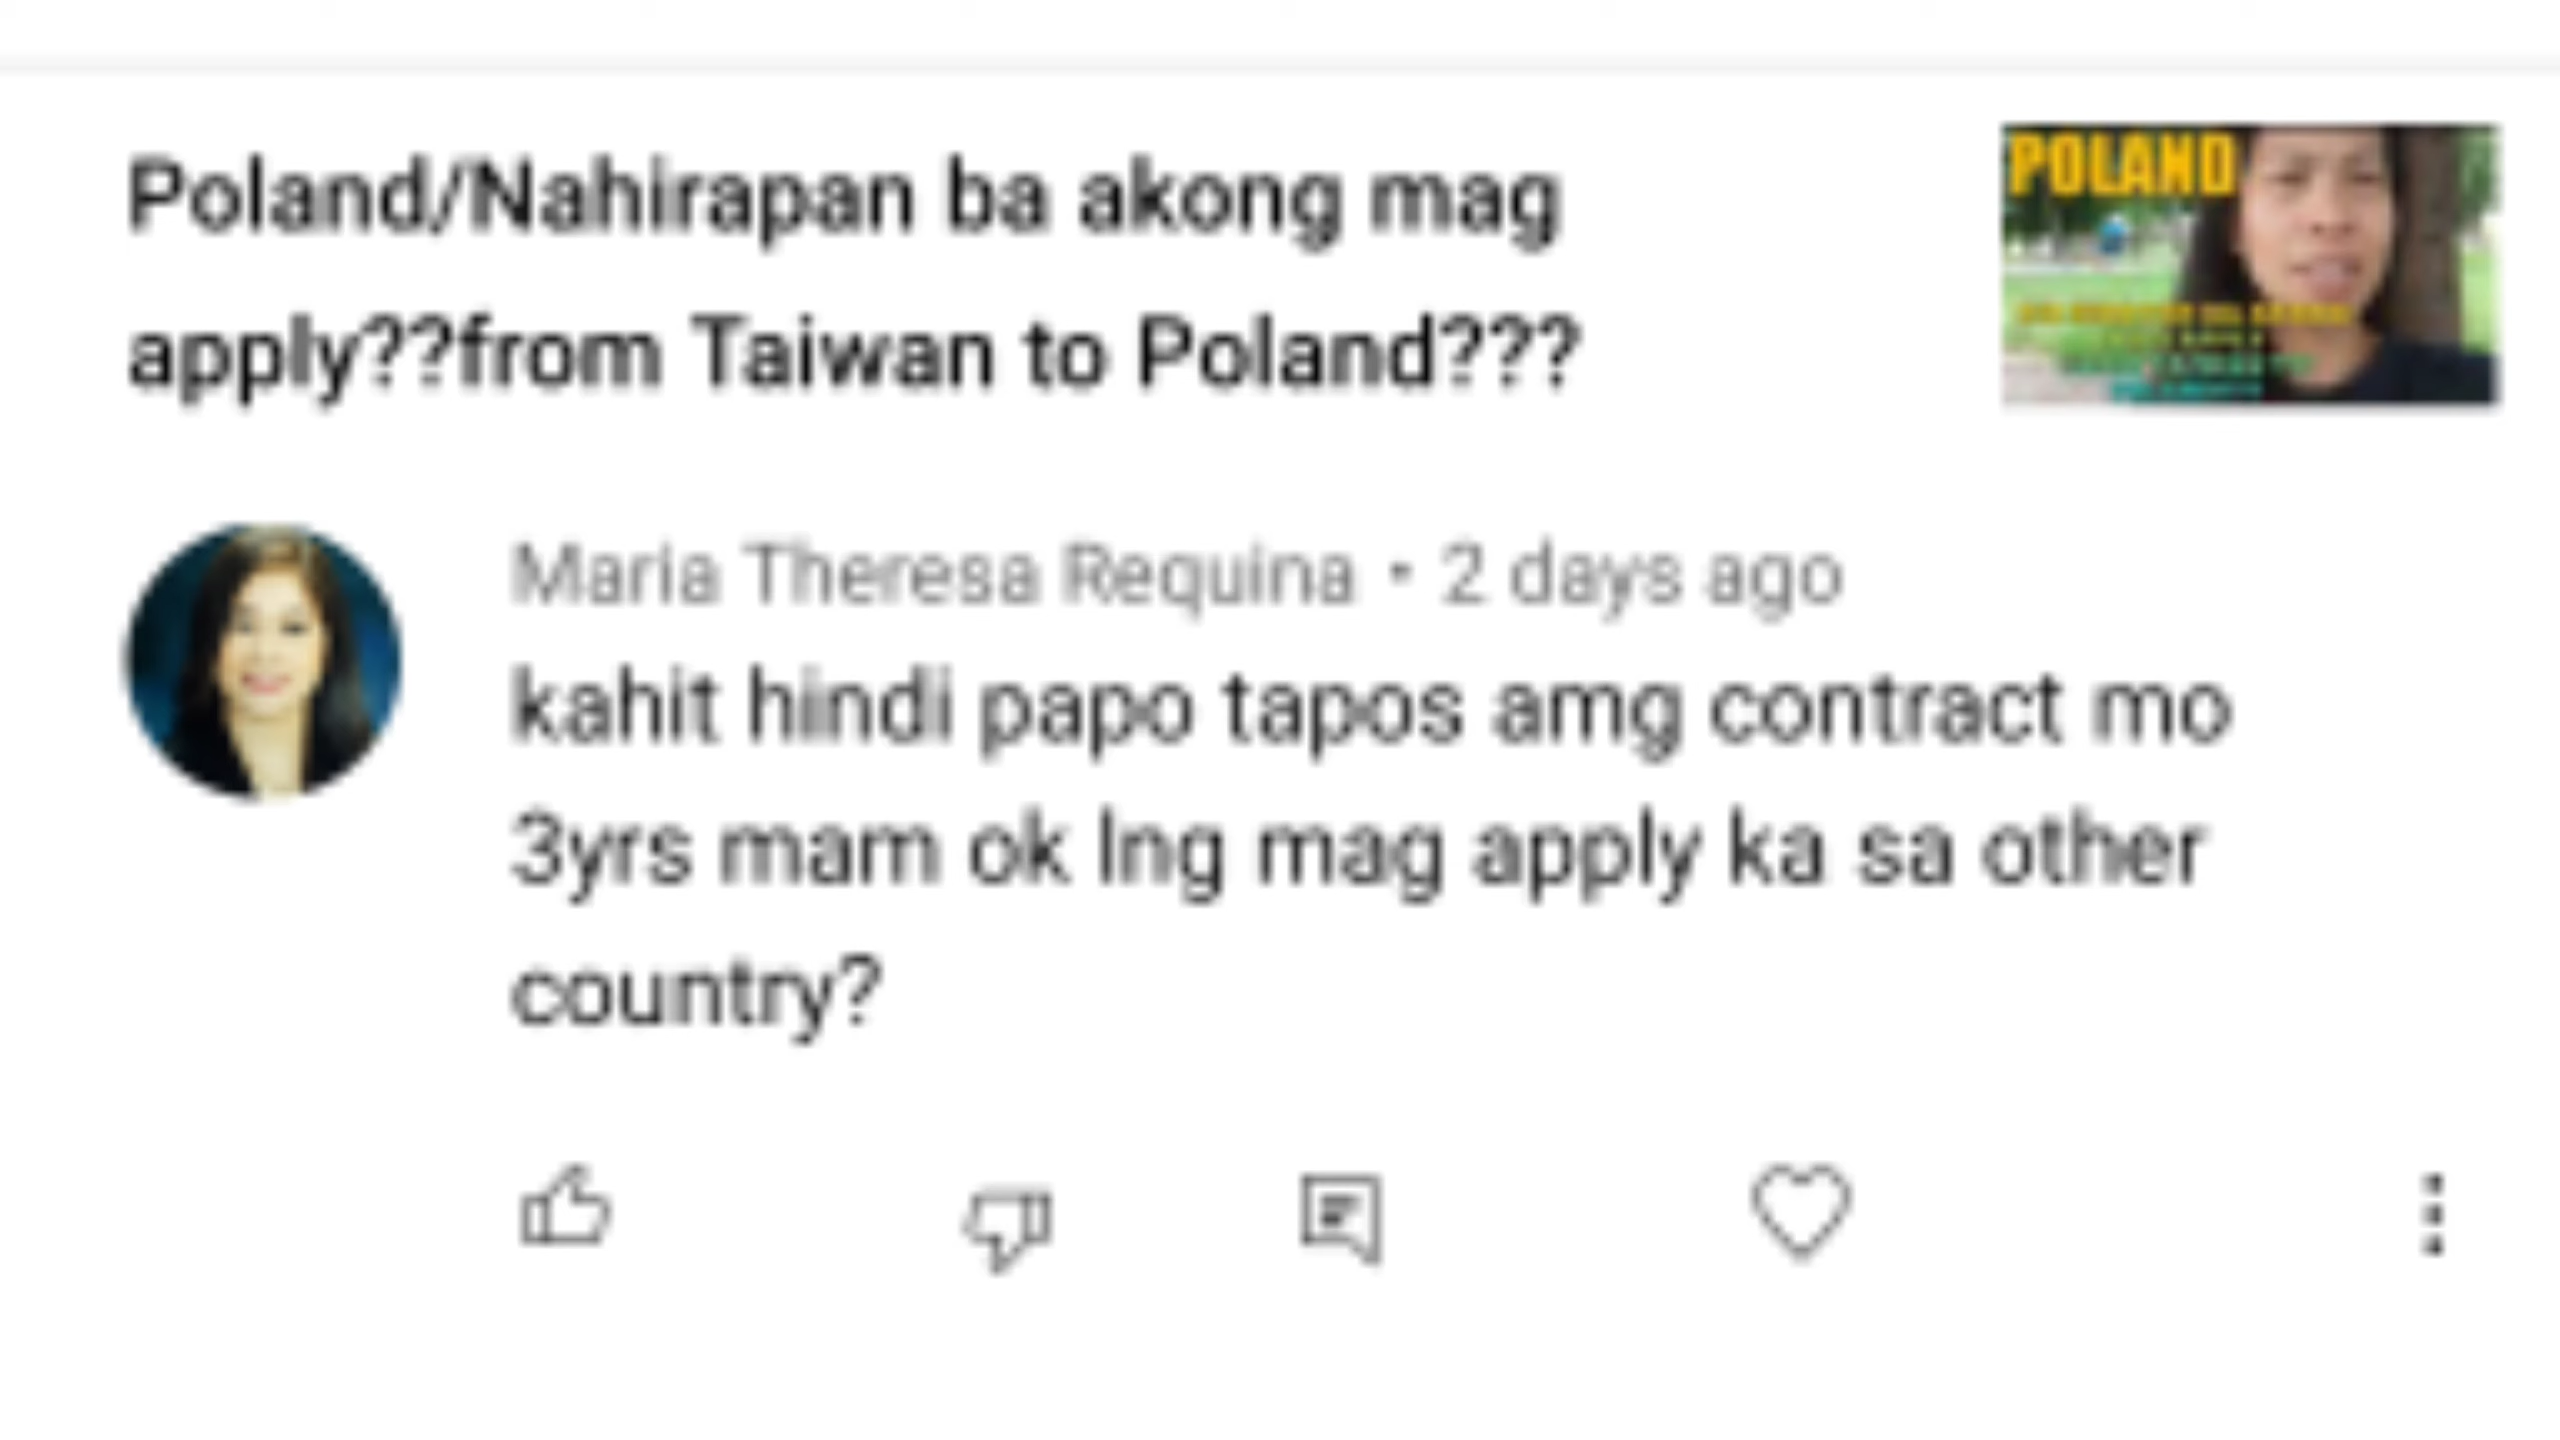 Poland/Nahirapan ba akong mag
POLAND
apply??from Taiwan to Poland???
Maria Theresa Requina • 2 days ago
kahit hindi papo tapos amg contract mo
3yrs mam ok lng mag apply ka sa other
country?